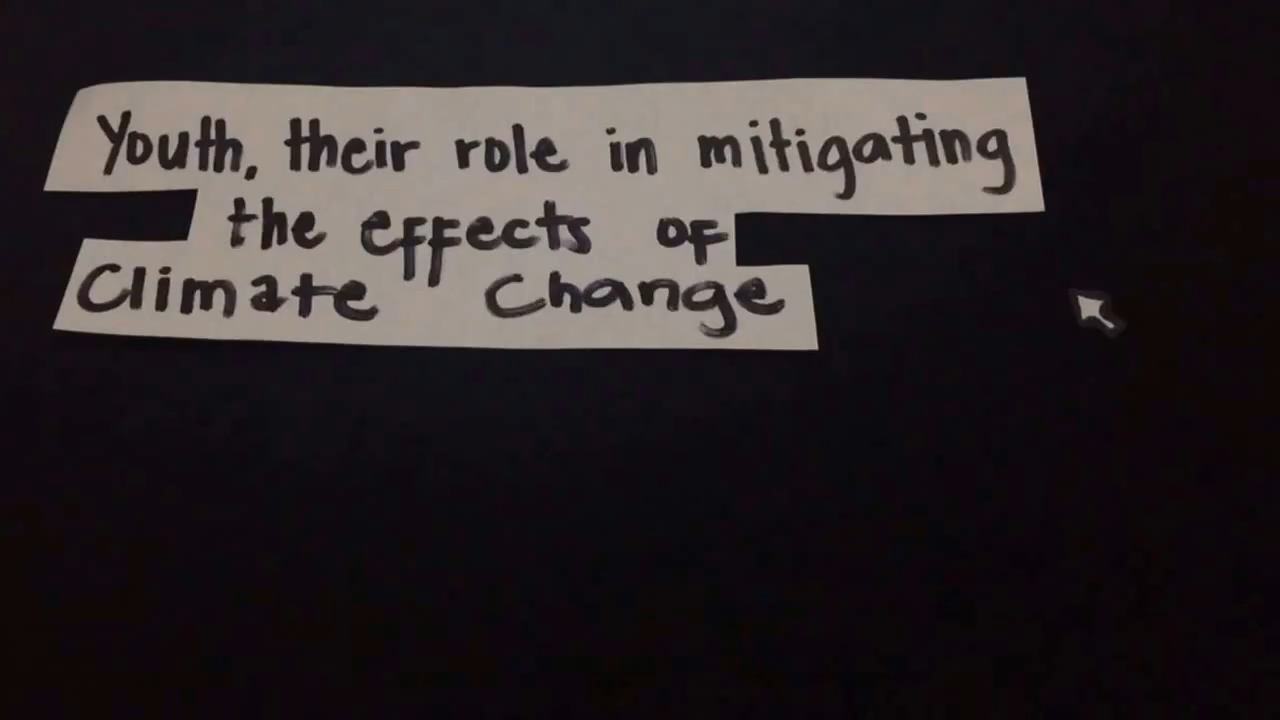 Youth, their role in mitigating
the effects of
Climate Change